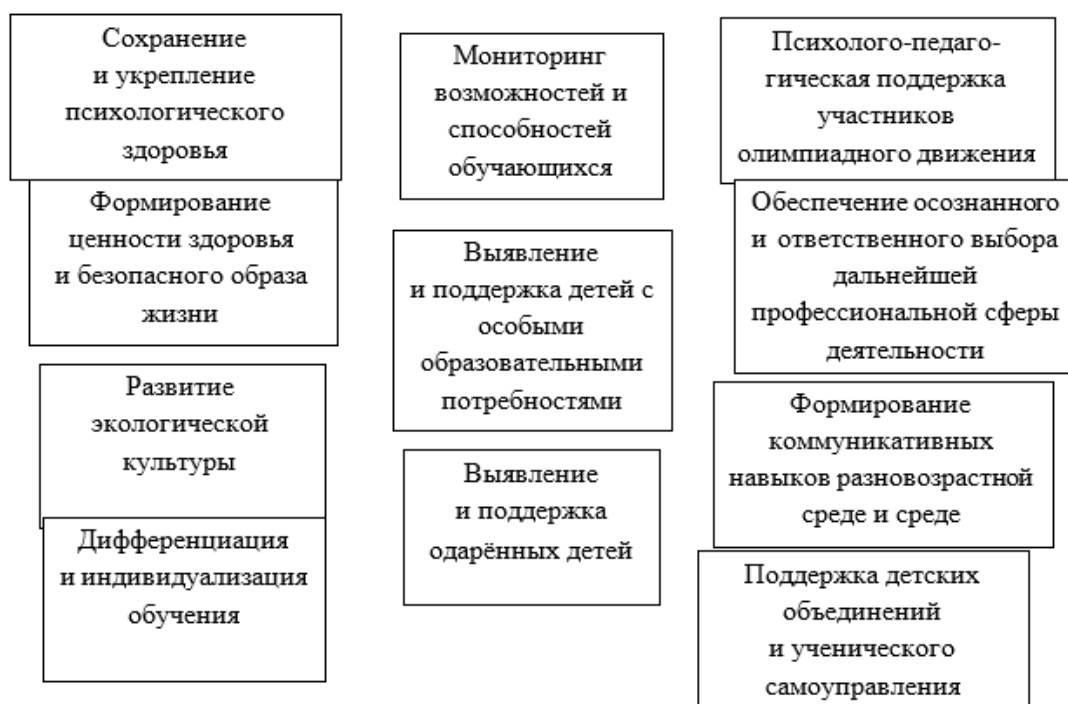 Сохранение
и укрепление
психологического
здоровья
Формирование
ценности здоровья
и безопасного образа
жизни
Развитие
экологической
культуры
Дифференциация
и индивидуализация
обучения
Мониторинг
возможностей и
способностей
обучающихся
Выявление
и поддержка детей с
особыми
образовательными
потребностями
Выявление
и поддержка
одарённых детей
Психолого-педаго-
гическая поддержка
участников
олимпиадного движения
Обеспечение осознанного
и ответственного выбора
дальнейшей
профессиональной сферы
деятельности
Формирование
коммуникативных
навыков разновозрастной
среде и среде
Поддержка детских
объединений
и ученического
самоуправления